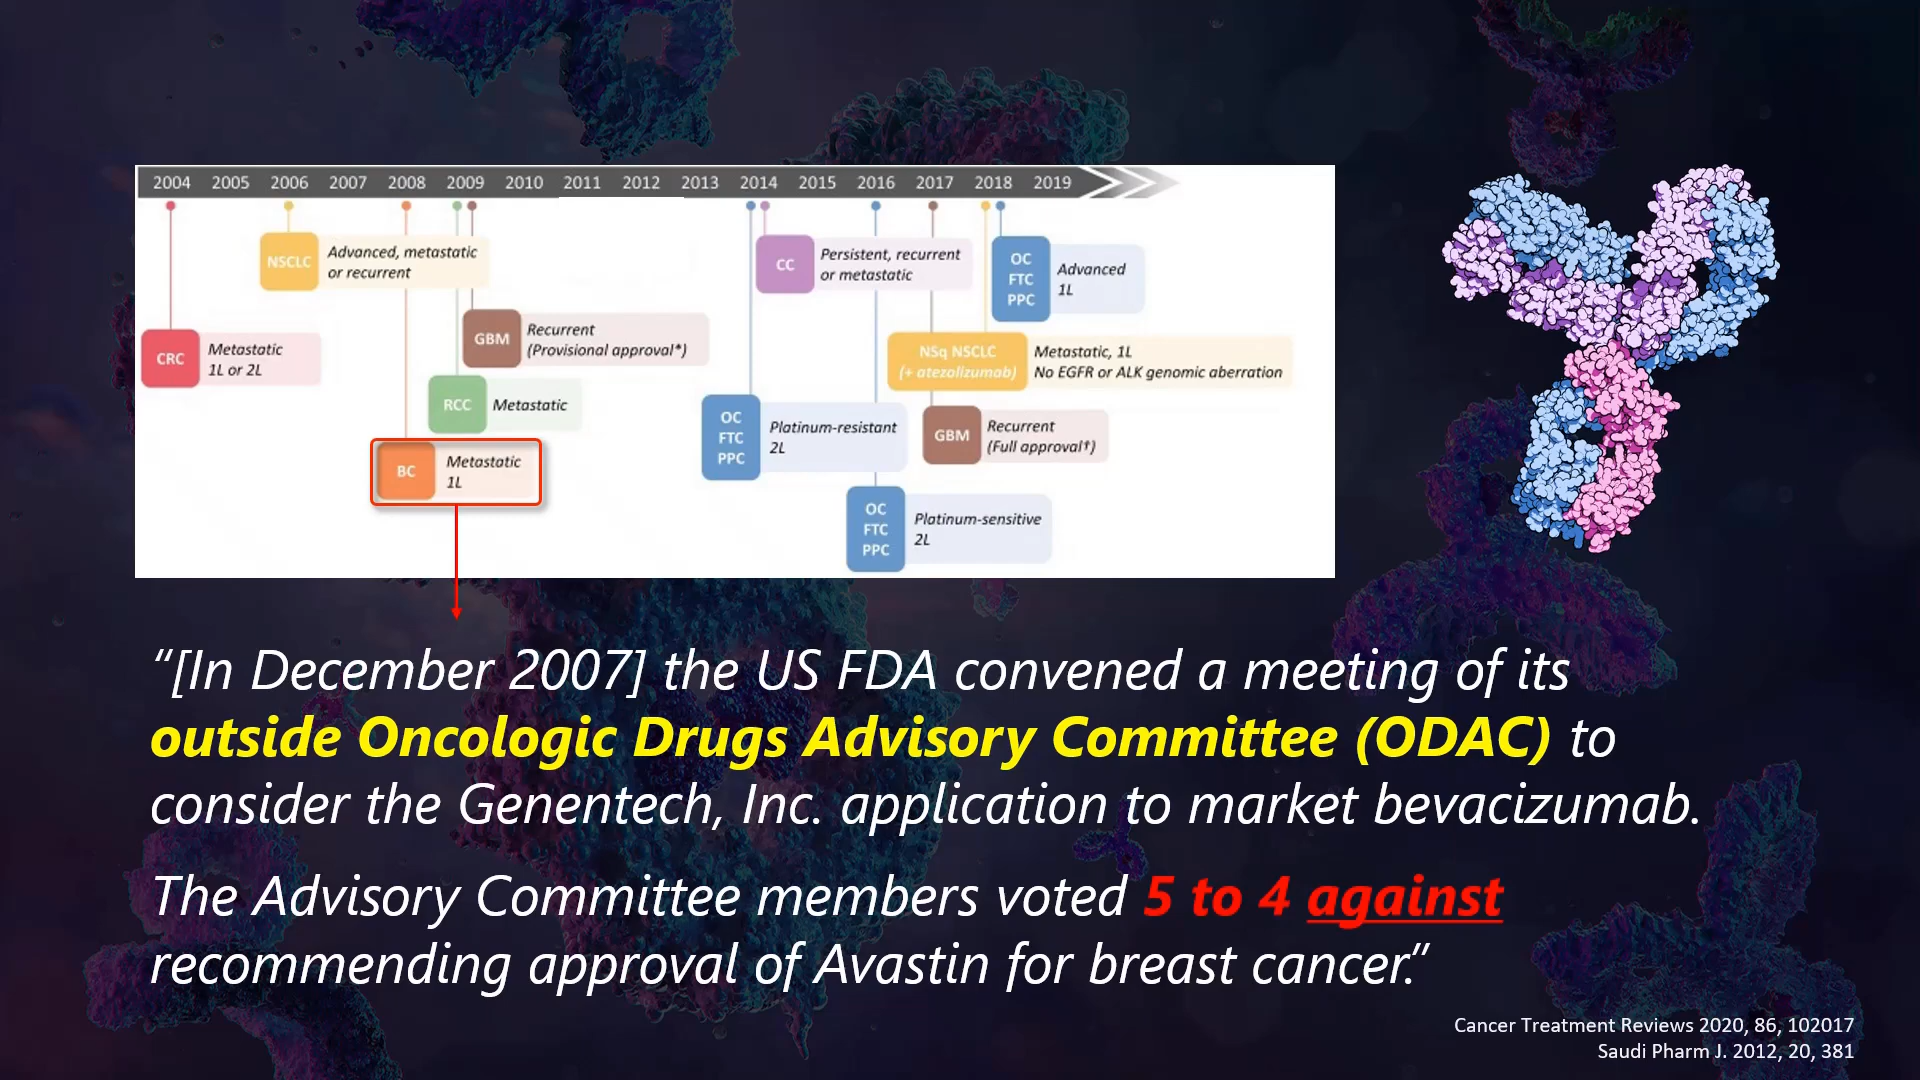 2004 2005 2006 2007 2008 2009 2010 2011 2012 2013 2014 2015 2016 2017 2018 2019
NSCLC
Advanced, metastatic
or recurrent
CC
Persistent, recurrent
or metastatic
OC
FTC
PPC
Advanced
1L
CRC
Metastatic
1L or 2L
GBM
Recurrent
(Provisional approval*)
NSq NSCLC
(+ atezolizumab)
Metastatic, 1L
No EGFR or ALK genomic aberration
RCC
Metastatic
OC
FTC
PPC
Platinum-resistant
2L
GBM
Recurrent
(Full approval†)
BC
Metastatic
1L
OC
FTC
PPC
Platinum-sensitive
2L
“[In December 2007] the US FDA convened a meeting of its
outside Oncologic Drugs Advisory Committee (ODAC) to
consider the Genentech, Inc. application to market bevacizumab.
The Advisory Committee members voted 5 to 4 against
recommending approval of Avastin for breast cancer.”
Cancer Treatment Reviews 2020, 86, 102017
Saudi Pharm J. 2012, 20, 381